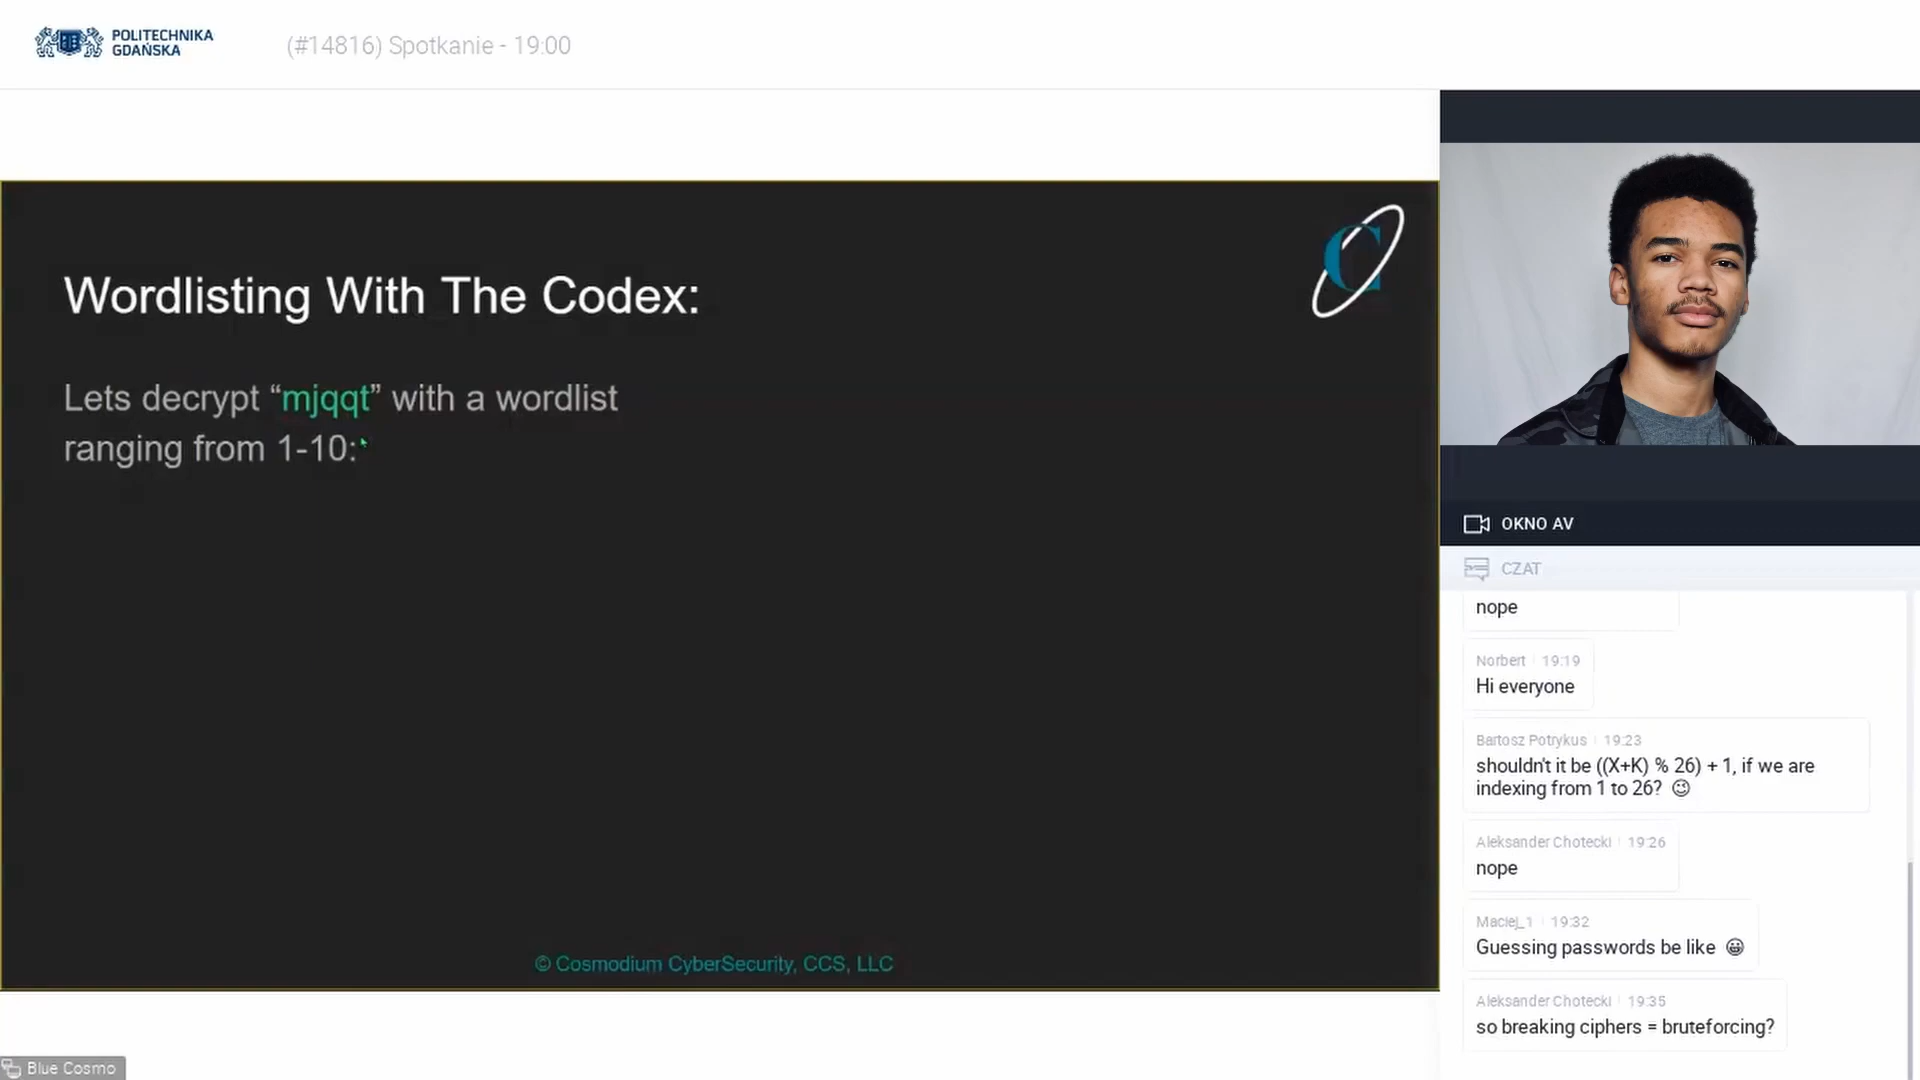 POLITECHNIKA
GDAŃSKA
(#14816) Spotkanie - 19:00
Wordlisting With The Codex:
Lets decrypt “mjqqt” with a wordlist
ranging from 1-10:
© Cosmodium CyberSecurity, CCS, LLC
Blue Cosmo
OKNO AV
CZAT
nope
Norbert 19:19
Hi everyone
Bartosz Potrykus 19:23
shouldn't it be ((X+K) % 26) + 1, if we are
indexing from 1 to 26? 😉
Aleksander Chotecki 19:26
nope
Maciej_1 19:32
Guessing passwords be like 😀
Aleksander Chotecki 19:35
so breaking ciphers = bruteforcing?